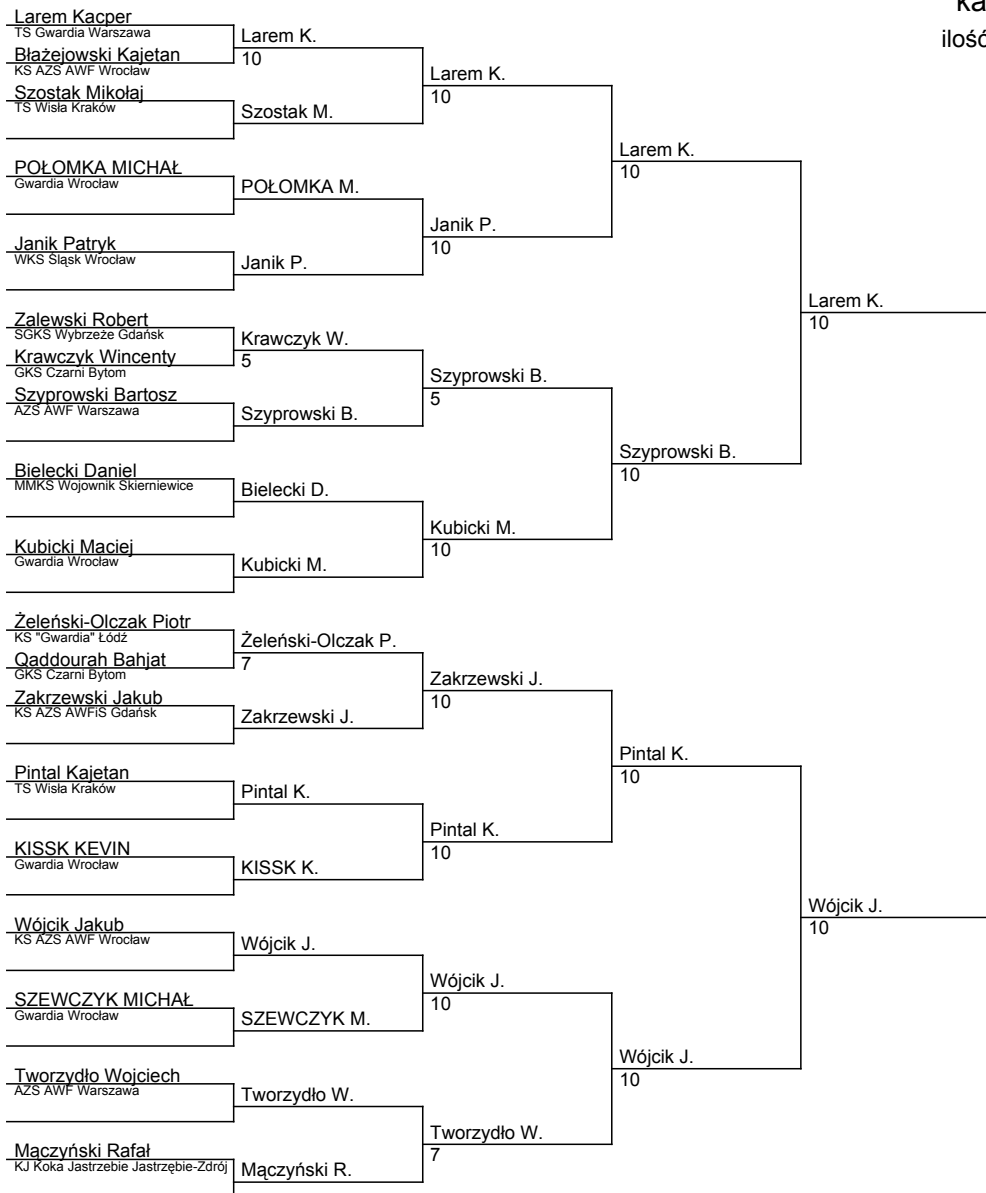 ka
ilość
Larem Kacper
TS Gwardia Warszawa
Błażejowski Kajetan
KS AZS AWF Wrocław
Szostak Mikołaj
TS Wisła Kraków
POŁOMKA MICHAŁ
Gwardia Wrocław
Janik Patryk
WKS Śląsk Wrocław
Zalewski Robert
SGKS Wybrzeże Gdańsk
Krawczyk Wincenty
GKS Czarni Bytom
Szyprowski Bartosz
AZS AWF Warszawa
Bielecki Daniel
MMKS Wojownik Skierniewice
Kubicki Maciej
Gwardia Wrocław
Żeleński-Olczak Piotr
KS "Gwardia" Łódź
Qaddourah Bahjat
GKS Czarni Bytom
Zakrzewski Jakub
KS AZS AWFiS Gdańsk
Pintal Kajetan
TS Wisła Kraków
KISSK KEVIN
Gwardia Wrocław
Wójcik Jakub
KS AZS AWF Wrocław
SZEWCZYK MICHAŁ
Gwardia Wrocław
Tworzydło Wojciech
AZS AWF Warszawa
Mączyński Rafał
KJ Koka Jastrzebie Jastrzębie-Zdrój
Larem K.
10
Szostak M.
POŁOMKA M.
Janik P.
Krawczyk W.
5
Szyprowski B.
Bielecki D.
Kubicki M.
Żeleński-Olczak P.
7
Zakrzewski J.
Pintal K.
KISSK K.
Wójcik J.
SZEWCZYK M.
Tworzydło W.
Mączyński R.
Larem K.
10
Janik P.
10
Szyprowski B.
5
Kubicki M.
10
Zakrzewski J.
10
Pintal K.
10
Wójcik J.
10
Tworzydło W.
7
Larem K.
10
Szyprowski B.
10
Pintal K.
10
Wójcik J.
10
Larem K.
10
Wójcik J.
10